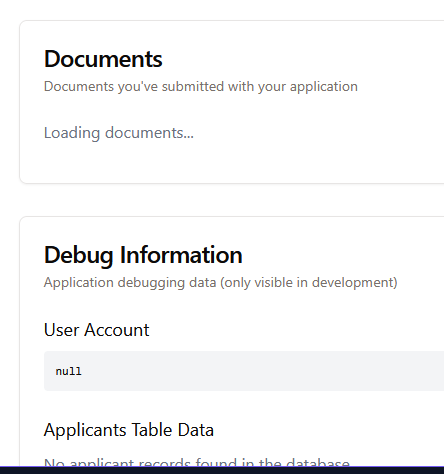 Documents
Documents you've submitted with your application
Loading documents...
Debug Information
Application debugging data (only visible in development)
User Account
null
Applicants Table Data
No applicant records found in the database